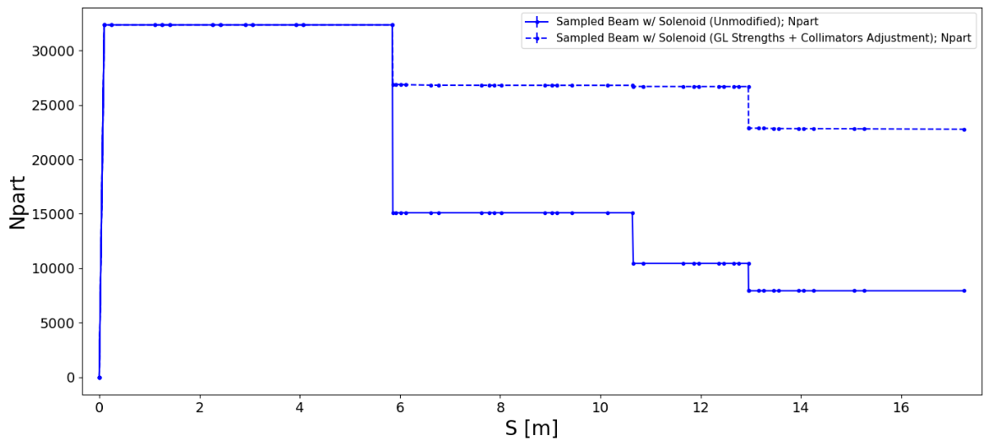 Sampled Beam w/ Solenoid (Unmodified); Npart
Sampled Beam w/ Solenoid (GL Strengths + Collimators Adjustment); Npart
30000
25000
20000
15000
10000
5000
0
Npart
0 2 4 6 8 10 12 14 16
S [m]